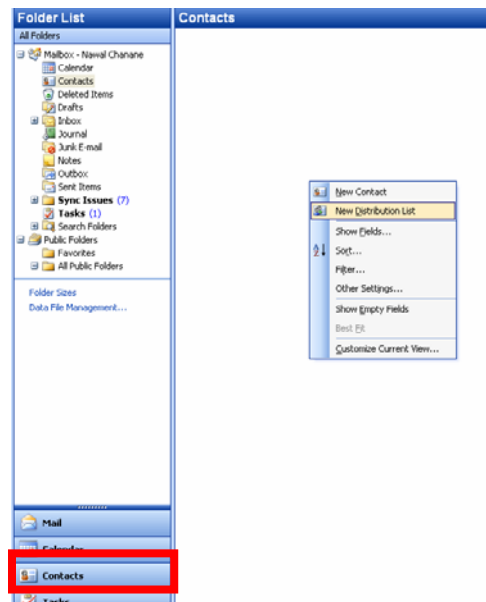 Folder List
All Folders
Mailbox - Nawal Chanane
Calendar
Contacts
Deleted Items
Drafts
Inbox
Journal
Junk E-mail
Notes
Outbox
Sent Items
Sync Issues (7)
Tasks (1)
Search Folders
Public Folders
Favorites
All Public Folders
Folder Sizes
Data File Management...
Mail
Calendar
Contacts
Tasks
Contacts
New Contact
New Distribution List
Show Fields...
Sort...
Filter...
Other Settings...
Show Empty Fields
Best Fit
Customize Current View...